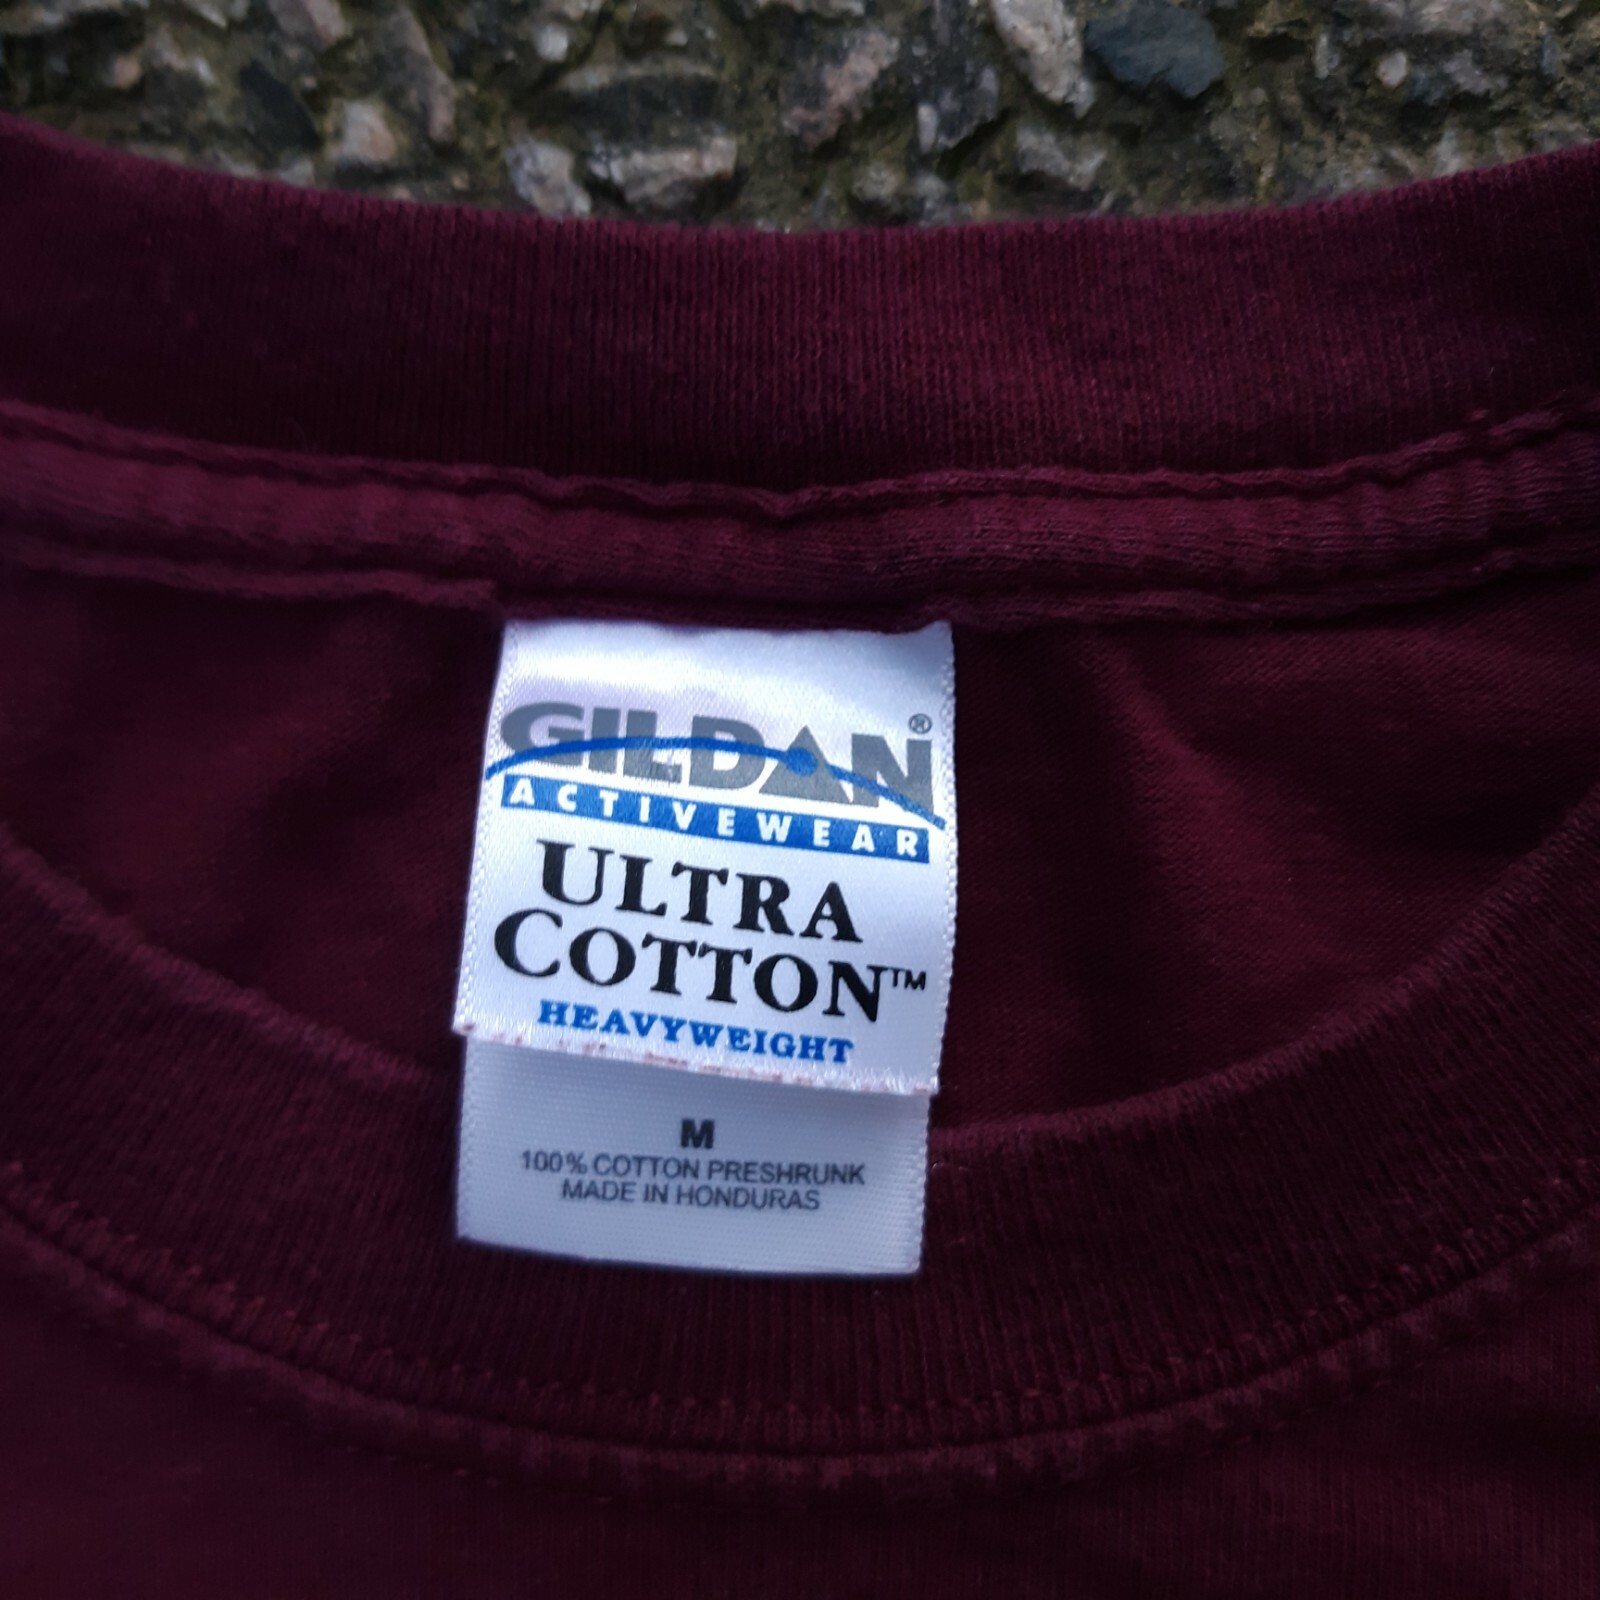 GILDAN®
ACTIVEWEAR
ULTRA
COTTON™
HEAVYWEIGHT
M
100% COTTON PRESHRUNK
MADE IN HONDURAS